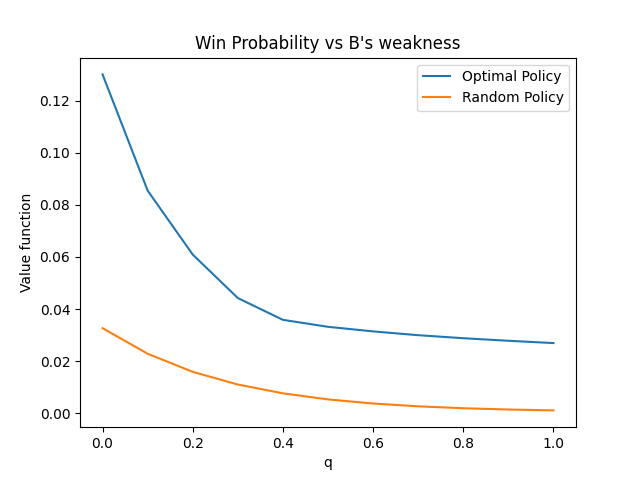 Win Probability vs B's weakness
Optimal Policy
Random Policy
Value function
0.12
0.10
0.08
0.06
0.04
0.02
0.00
0.0 0.2 0.4 0.6 0.8 1.0
q